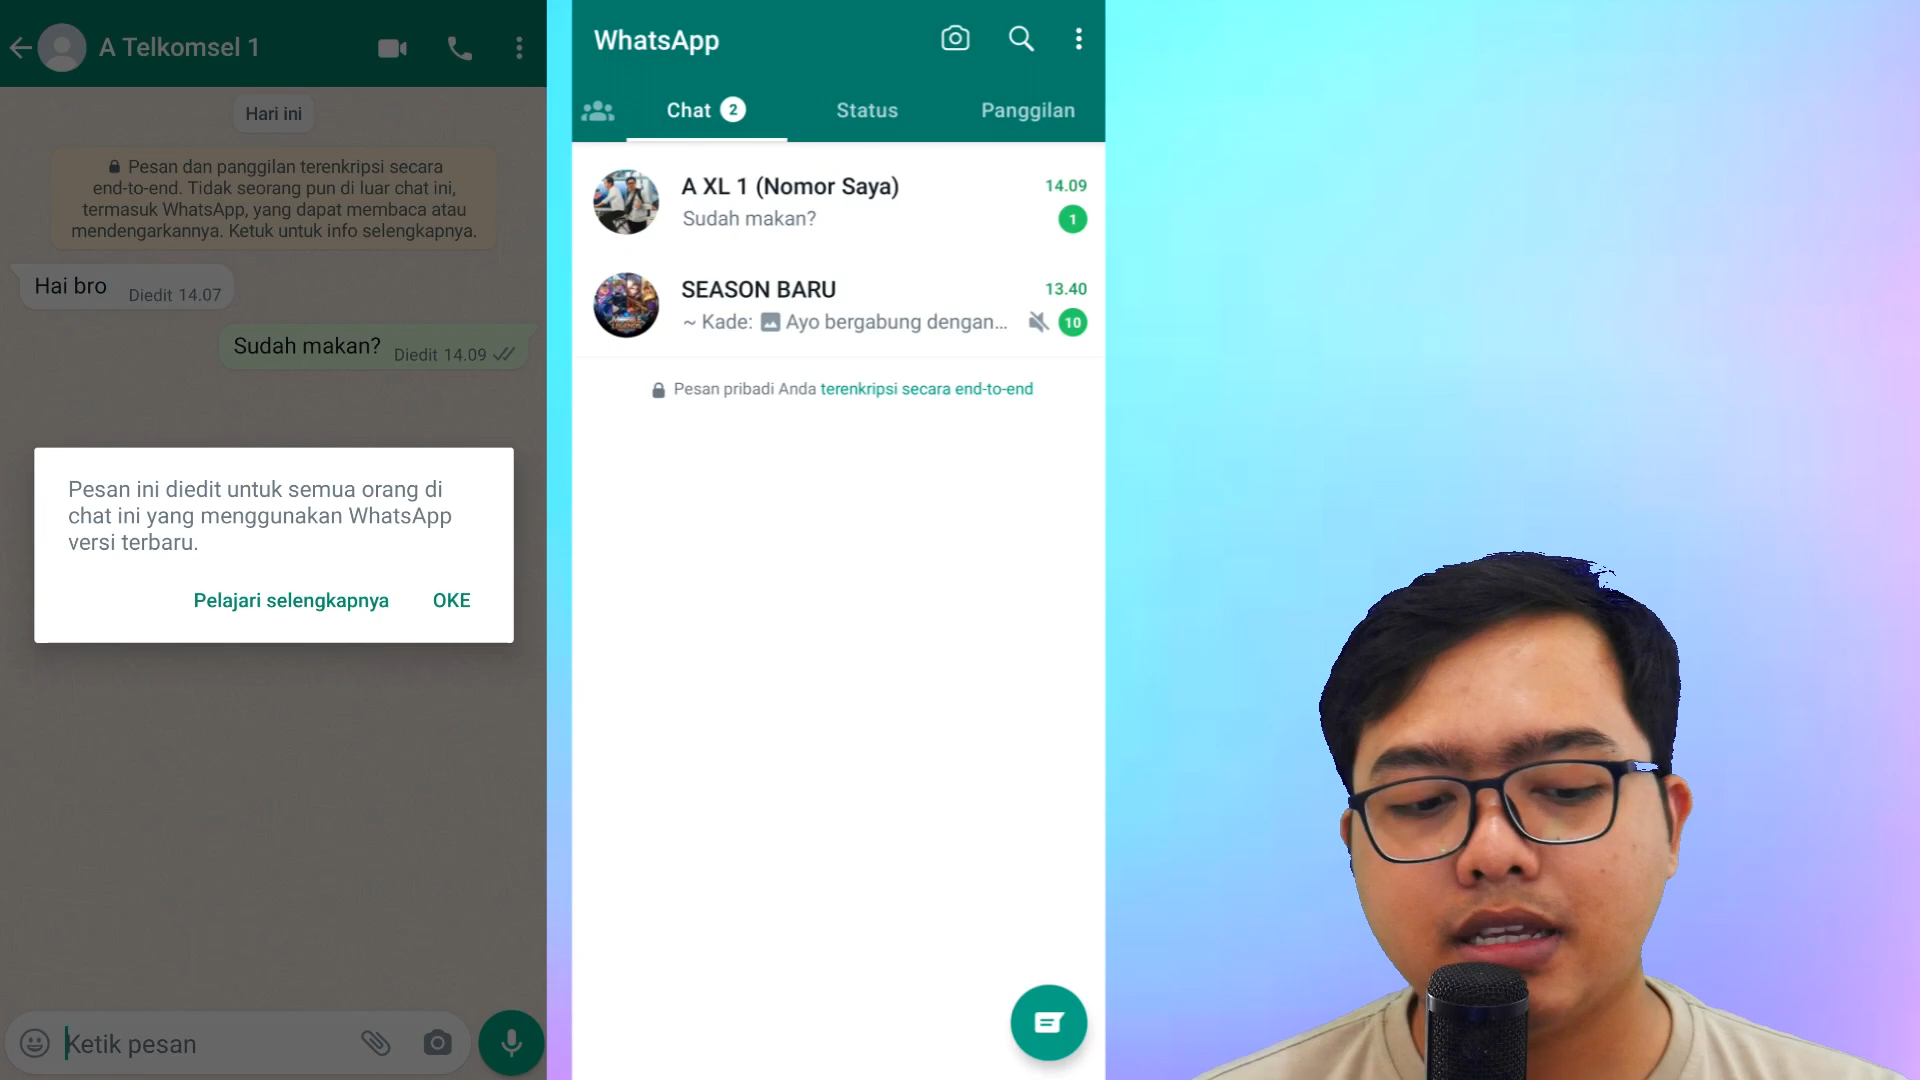 A Telkomsel 1
Hari ini
Pesan dan panggilan terenkripsi secara
end-to-end. Tidak seorang pun di luar chat ini,
termasuk WhatsApp, yang dapat membaca atau
mendengarkannya. Ketuk untuk info selengkapnya.
Hai bro Diedit 14.07
Sudah makan? Diedit 14.09
Pesan ini diedit untuk semua orang di
chat ini yang menggunakan WhatsApp
versi terbaru.
Pelajari selengkapnya OKE
Ketik pesan
WhatsApp
Chat 2 Status Panggilan
A XL 1 (Nomor Saya) 14.09
Sudah makan? 1
SEASON BARU 13.40
~ Kade: Ayo bergabung dengan... 10
Pesan pribadi Anda terenkripsi secara end-to-end